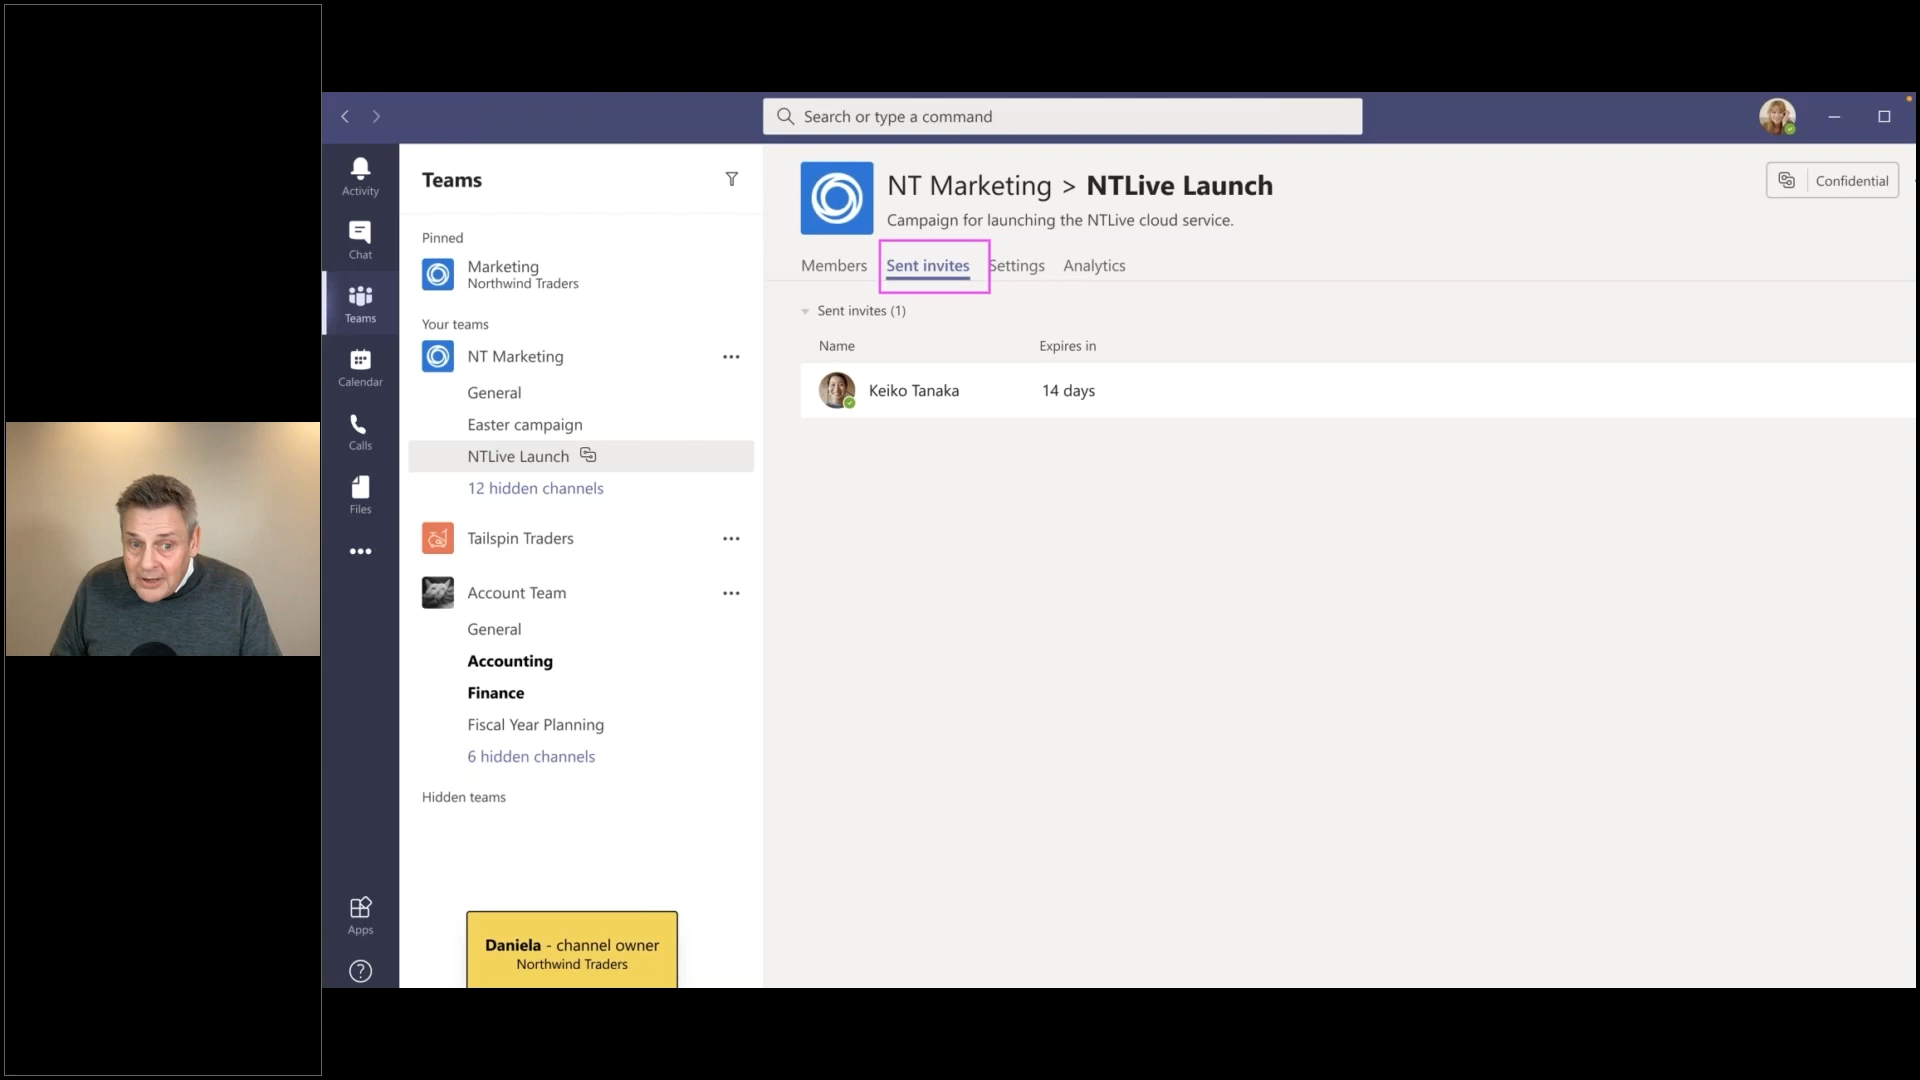 Search or type a command
Activity
Chat
Teams
Calendar
Calls
Files
Apps
Teams
Pinned
Marketing
Northwind Traders
Your teams
NT Marketing
General
Easter campaign
NTLive Launch
12 hidden channels
Tailspin Traders
Account Team
General
Accounting
Finance
Fiscal Year Planning
6 hidden channels
Hidden teams
Daniela - channel owner
Northwind Traders
NT Marketing > NTLive Launch
Confidential
Campaign for launching the NTLive cloud service.
Members Sent invites Settings Analytics
Sent invites (1)
Name Expires in
Keiko Tanaka 14 days